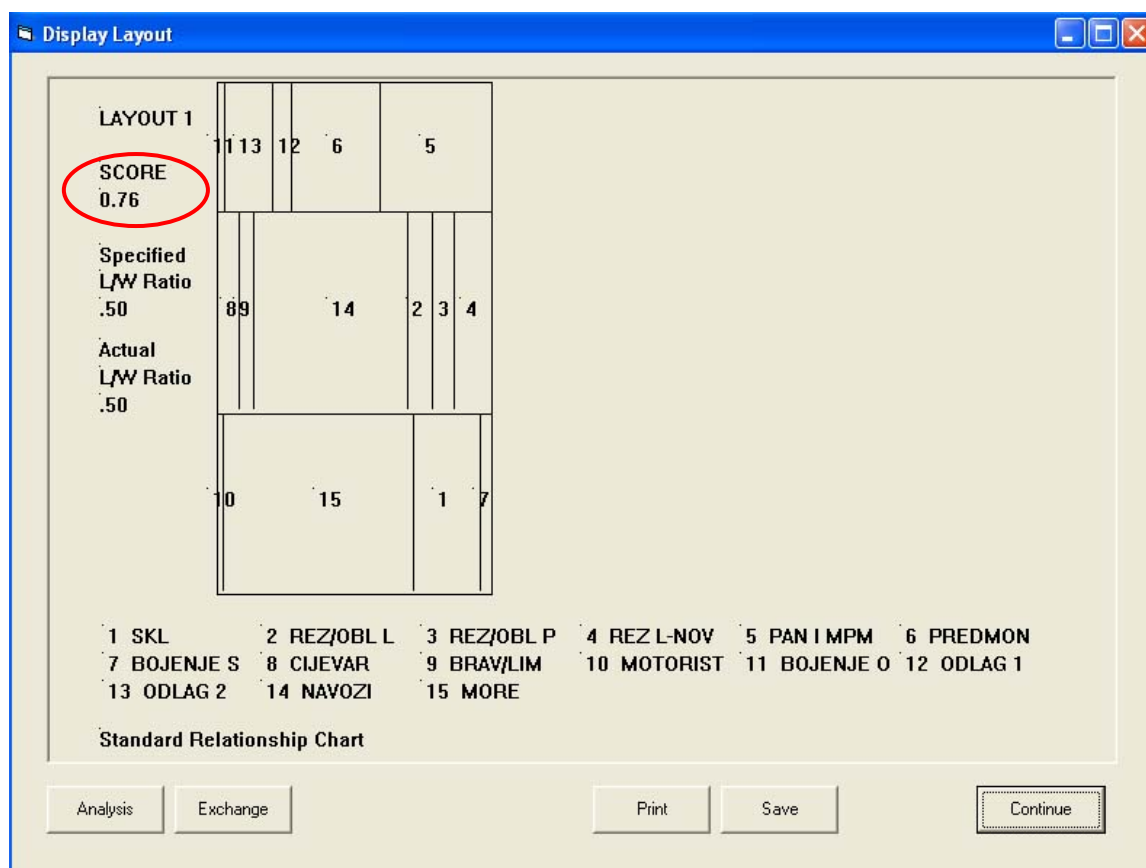 Display Layout
LAYOUT 1
SCORE
0.76
Specified
L/W Ratio
.50
Actual
L/W Ratio
.50
11 13 12 6 5
8 9 14 2 3 4
10 15 1 7
1 SKL 2 REZ/OBL L 3 REZ/OBL P 4 REZ L-NOV 5 PAN I MPM 6 PREDMON
7 BOJENJE S 8 CIJEVAR 9 BRAV/LIM 10 MOTORIST 11 BOJENJE O 12 ODLAG 1
13 ODLAG 2 14 NAVOZI 15 MORE
Standard Relationship Chart
Analysis Exchange Print Save Continue